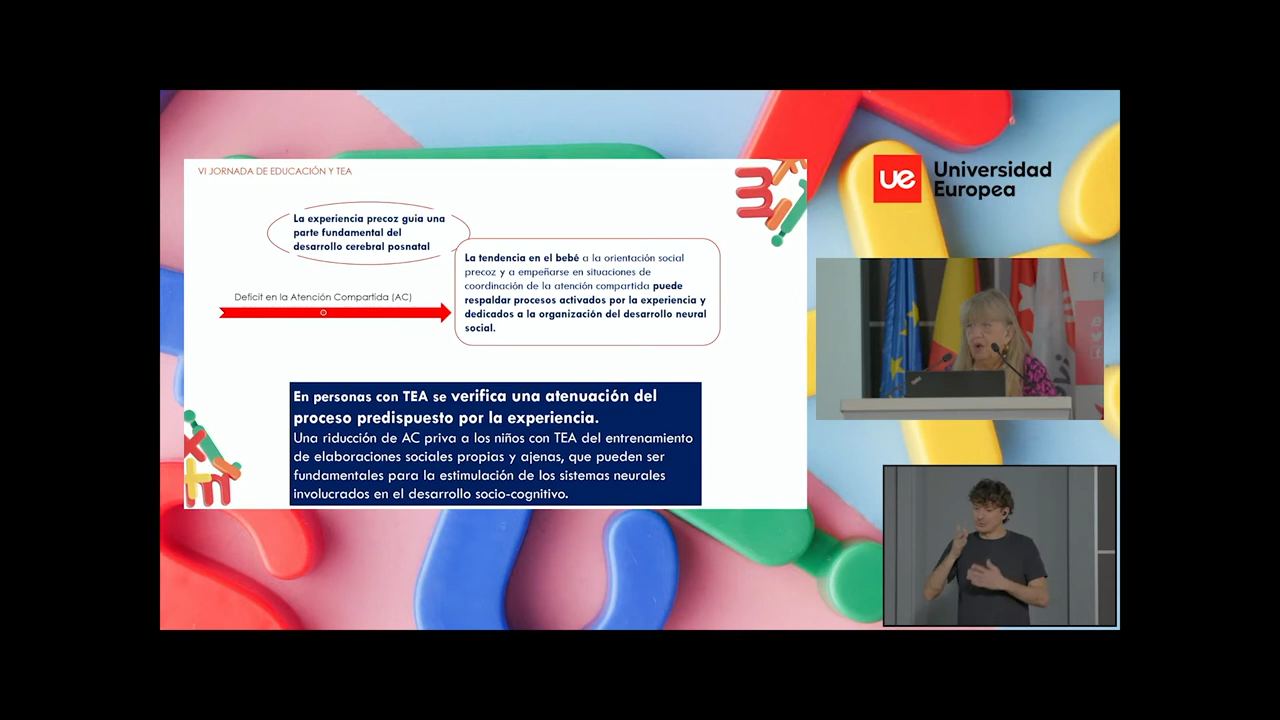 VI JORNADA DE EDUCACIÓN Y TEA
La experiencia precoz guia una
parte fundamental del
desarrollo cerebral posnatal
La tendencia en el bebé a la orientación social
precoz y a empeñarse en situaciones de
coordinación de la atención compartida puede
respaldar procesos activados por la experiencia y
dedicados a la organización del desarrollo neural
social.
Deficit en la Atención Compartida (AC)
En personas con TEA se verifica una atenuación del
proceso predispuesto por la experiencia.
Una riducción de AC priva a los niños con TEA del entrenamiento
de elaboraciones sociales propias y ajenas, que pueden ser
fundamentales para la estimulación de los sistemas neurales
involucrados en el desarrollo socio-cognitivo.
ue Universidad
Europea